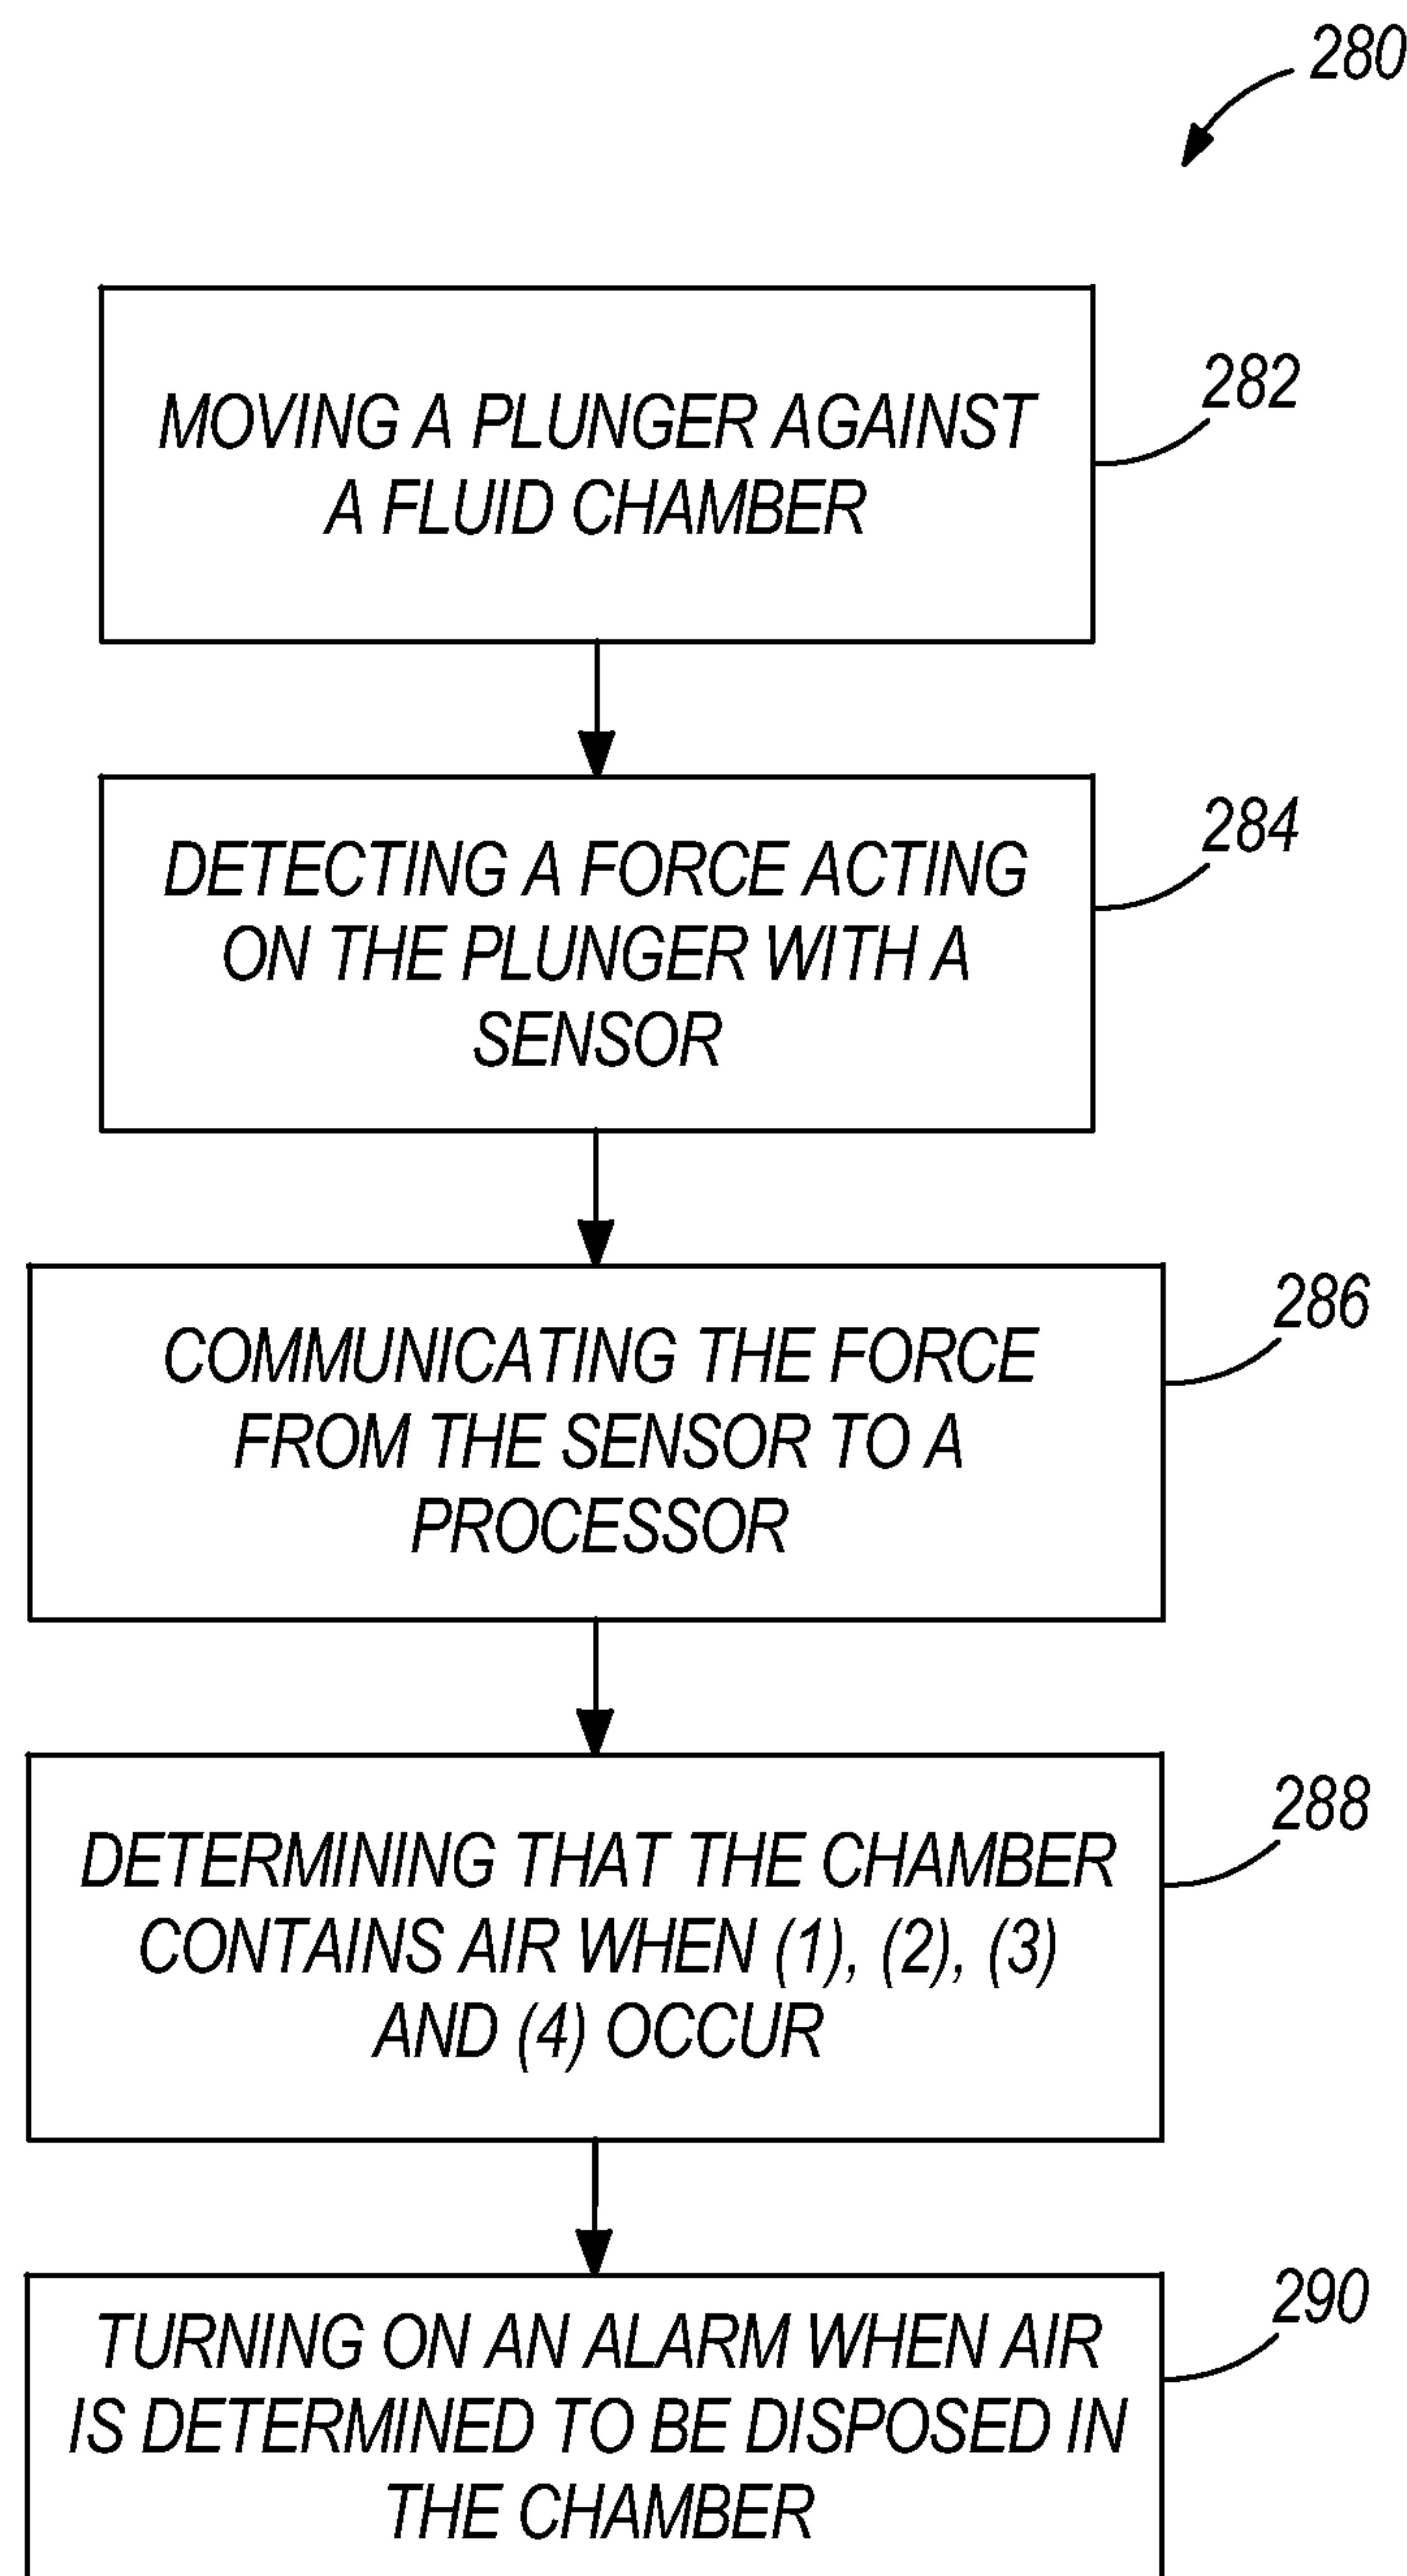 280
MOVING A PLUNGER AGAINST
A FLUID CHAMBER
282
DETECTING A FORCE ACTING
ON THE PLUNGER WITH A
SENSOR
284
COMMUNICATING THE FORCE
FROM THE SENSOR TO A
PROCESSOR
286
DETERMINING THAT THE CHAMBER
CONTAINS AIR WHEN (1), (2), (3)
AND (4) OCCUR
288
TURNING ON AN ALARM WHEN AIR
IS DETERMINED TO BE DISPOSED IN
THE CHAMBER
290